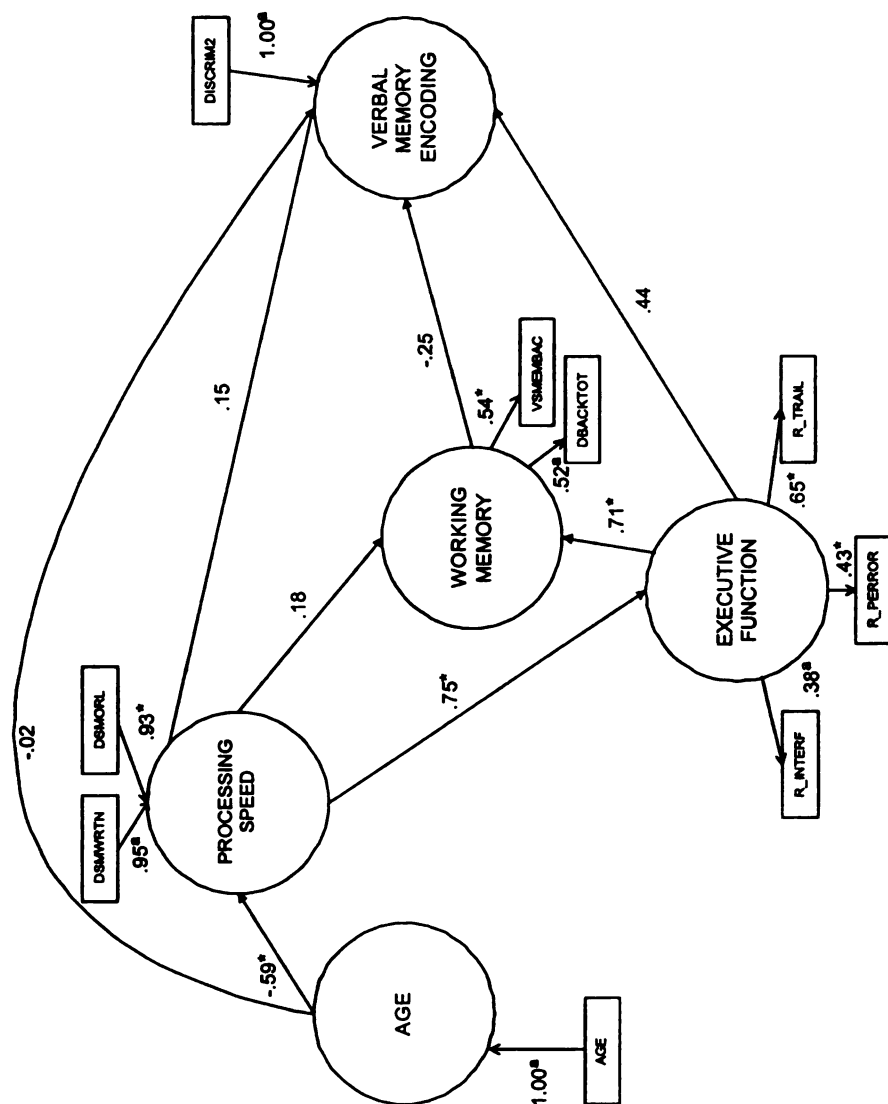 DISCRIM2
1.00ª
VERBAL
MEMORY
ENCODING
-.02
.15
-.25
.44
DSMWRTN
DSMORL
.95ª
.93*
PROCESSING
SPEED
.18
.75*
WORKING
MEMORY
.54*
VSMEMBAC
.52ª
DBACKTOT
.71*
AGE
-.59*
1.00ª
AGE
EXECUTIVE
FUNCTION
.38ª
R_INTERF
.43*
R_PERROR
.65*
R_TRAIL